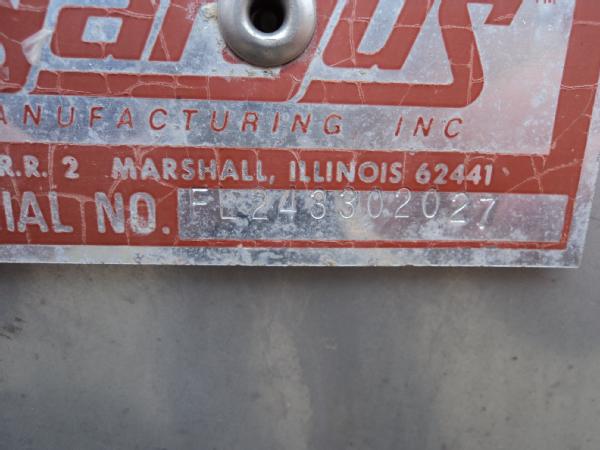 ANUFACTURING, INC
R.R. 2 MARSHALL, ILLINOIS 62441
IAL NO. FL243302027